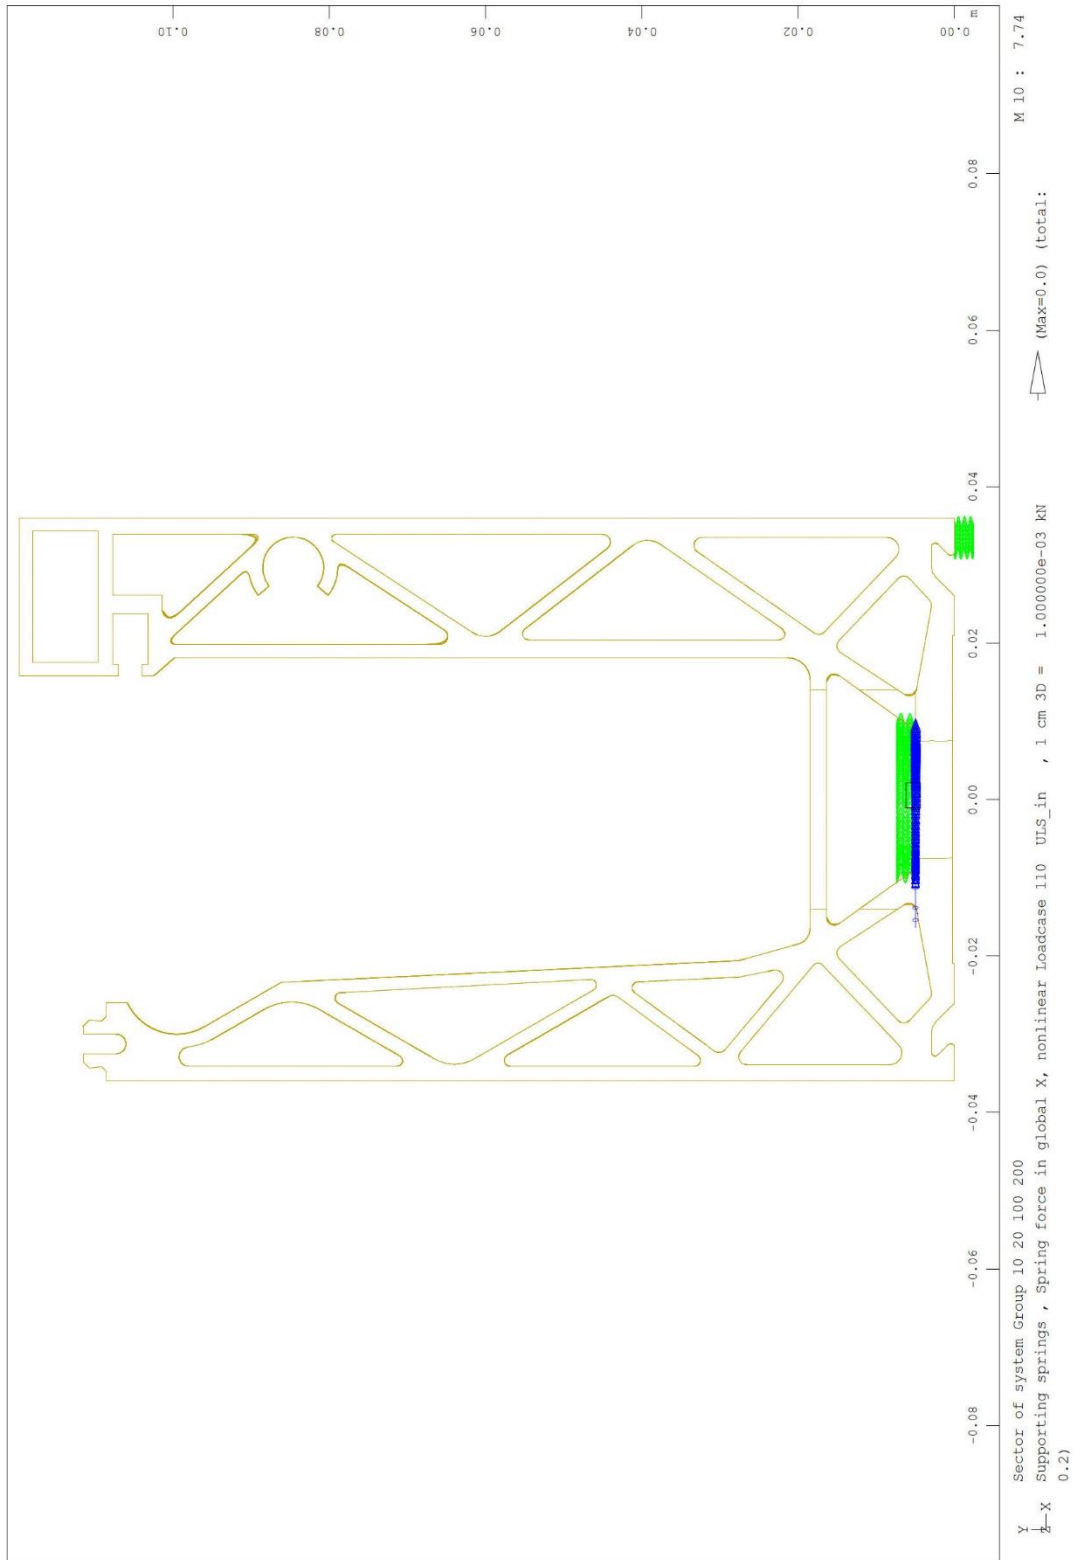 0.10
0.08
0.06
0.04
0.02
0.00
m
-0.08 -0.06 -0.04 -0.02 0.00 0.02 0.04 0.06 0.08
Y
Z X
Sector of system Group 10 20 100 200 M 10 : 7.74
Supporting springs , Spring force in global X, nonlinear Loadcase 110 ULS_in , 1 cm 3D = 1.000000e-03 kN (Max=0.0) (total:
0.2)